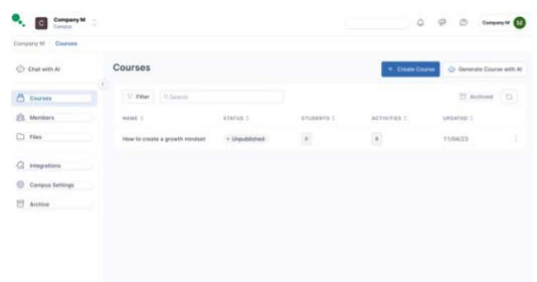 C Company M
Campus
Company M
M
Company M Courses
Chat with AI
Courses
+ Create Course
Generate Course with AI
Courses
Filter
Search
Archived
Members
NAME
STATUS
STUDENTS
ACTIVITIES
UPDATED
Files
How to create a growth mindset
Unpublished
0
11/04/23
Integrations
Campus Settings
Archive